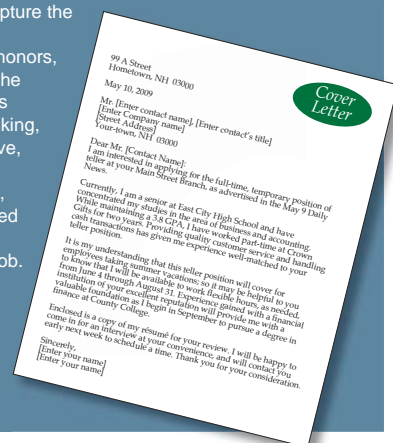 pture the
honors,
he
s
king,
ve,
,
ed
ob.
Cover
Letter
99 A Street
Hometown, NH 03000
May 10, 2009
Mr. [Enter contact name], [Enter contact's title]
[Enter Company name]
[Street Address]
Your-town, NH 03000
Dear Mr. [Contact Name]:
I am interested in applying for the full-time, temporary position of
teller at your Main Street Branch, as advertised in the May 9 Daily
News.
Currently, I am a senior at East City High School and have
concentrated my studies in the area of business and accounting.
While maintaining a 3.8 GPA, I have worked part-time at Crown
Gifts for two years. Providing quality customer service and handling
cash transactions has given me experience well-matched to your
teller position.
It is my understanding that this teller position will cover for
employees taking summer vacations; so it may be helpful to you
to know that I will be available to work flexible hours, as needed,
from June 4 through August 31. Experience gained with a financial
institution of your excellent reputation will provide me with a
valuable foundation as I begin in September to pursue a degree in
finance at County College.
Enclosed is a copy of my résumé for your review. I will be happy to
come in for an interview at your convenience, and will contact you
early next week to schedule a time. Thank you for your consideration.
Sincerely,
[Enter your name]
[Enter your name]